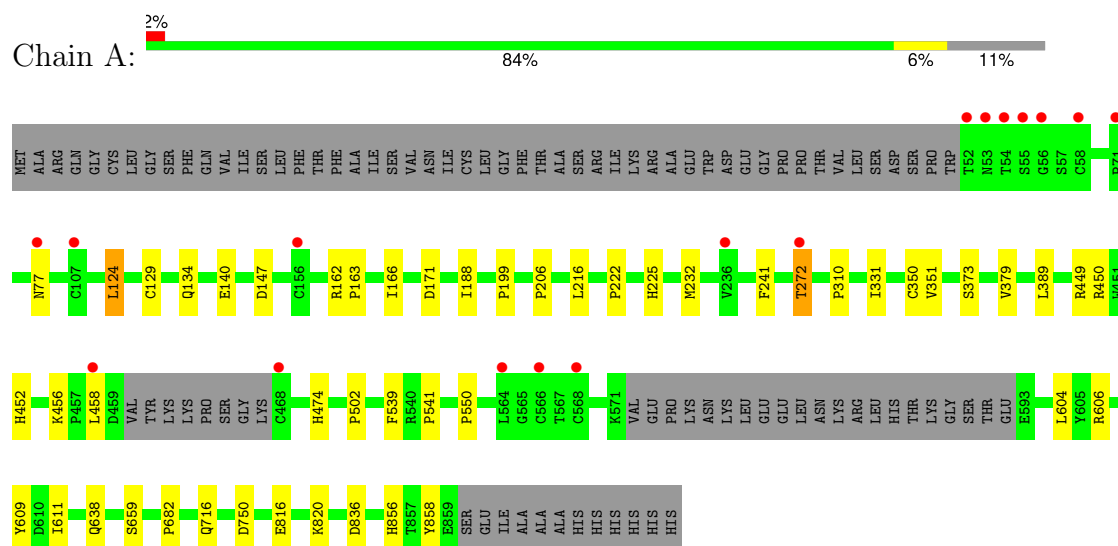 2%
Chain A:
84% 6% 11%
MET ALA ARG GLN GLY CYS LEU GLY SER PHE GLN VAL ILE SER LEU PHE THR PHE ALA ILE SER VAL ASN ILE CYS LEU GLY PHE THR ALA SER ARG ILE LYS ARG ALA GLU TRP ASP GLU GLY PRO PRO THR VAL LEU SER ASP SER PRO TRP T52 N53 T54 S55 G56 S57 C58
N77 C107 L124 C129 Q134 E140 D147 C156 R162 P163 I166 D171 I188 P199 P206 L216 P222 H225 M232 V236 F241 T272 P310 I331 C350 V351 S373 V379 L389 R449 R450
H452 K456 P457 L458 D459 VAL TYR LYS LYS PRO SER GLY LYS C468 H474 P502 F539 R540 P541 P550 L564 G565 C566 T567 C568 K571 VAL GLU PRO LYS ASN LYS LEU GLU GLU LEU ASN LYS ARG LEU HIS THR LYS GLY SER THR GLU E593 L604 Y605 R606
Y609 D610 I611 Q638 S659 P682 Q716 D750 E816 K820 D836 H856 T857 Y858 E859 SER GLU ILE ALA ALA ALA HIS HIS HIS HIS HIS HIS